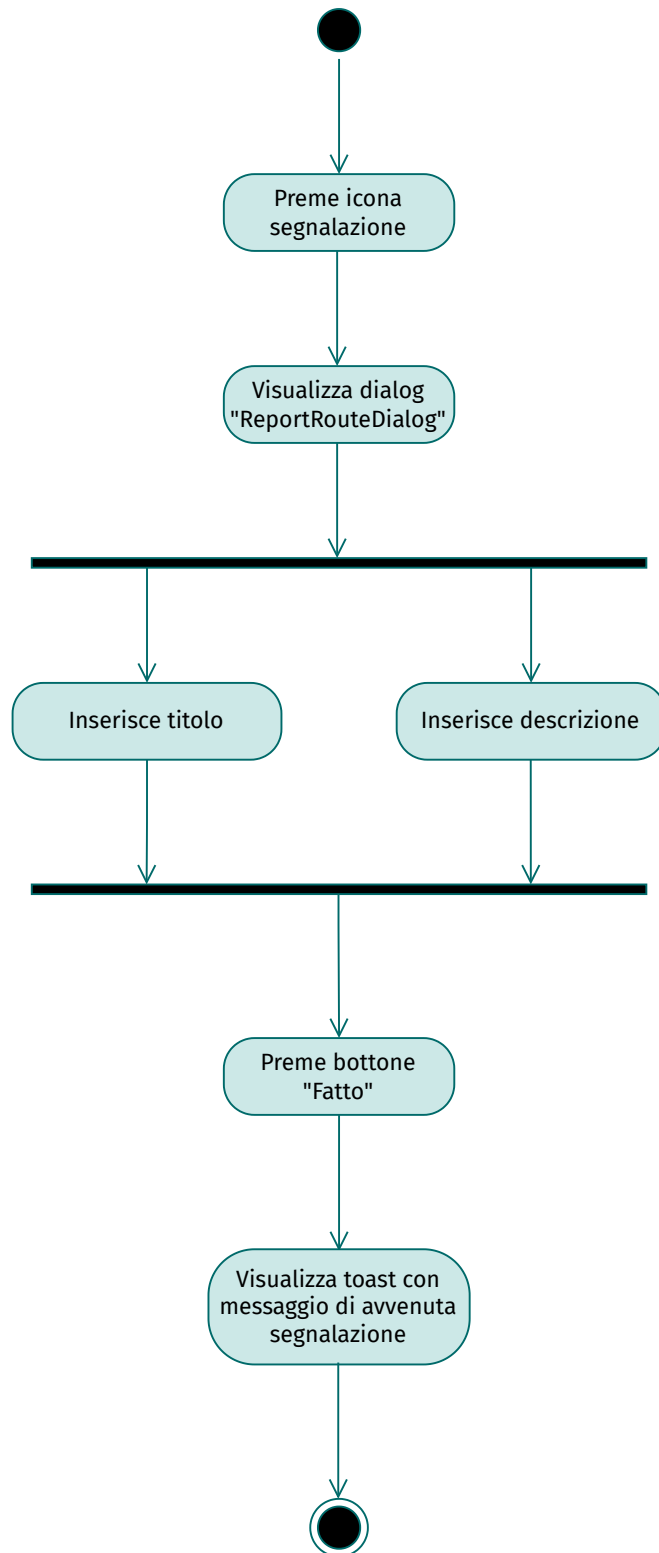 Preme icona
segnalazione
Visualizza dialog
"ReportRouteDialog"
Inserisce titolo
Inserisce descrizione
Preme bottone
"Fatto"
Visualizza toast con
messaggio di avvenuta
segnalazione